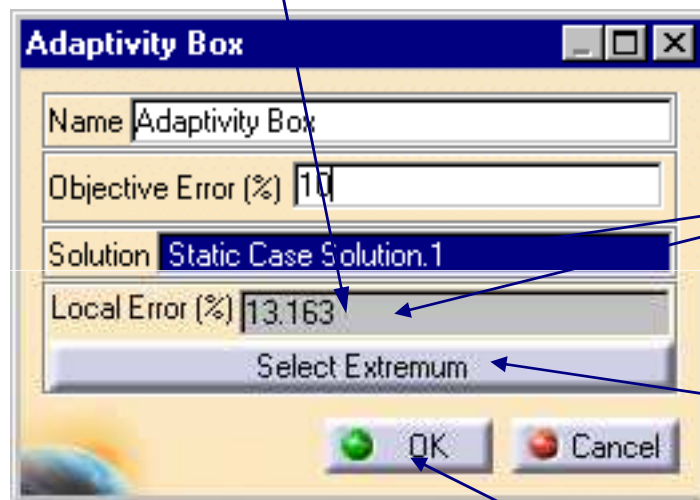 Adaptivity Box
Name Adaptivity Box
Objective Error (%) 10
Solution Static Case Solution.1
Local Error (%) 13.163
Select Extremum
OK Cancel